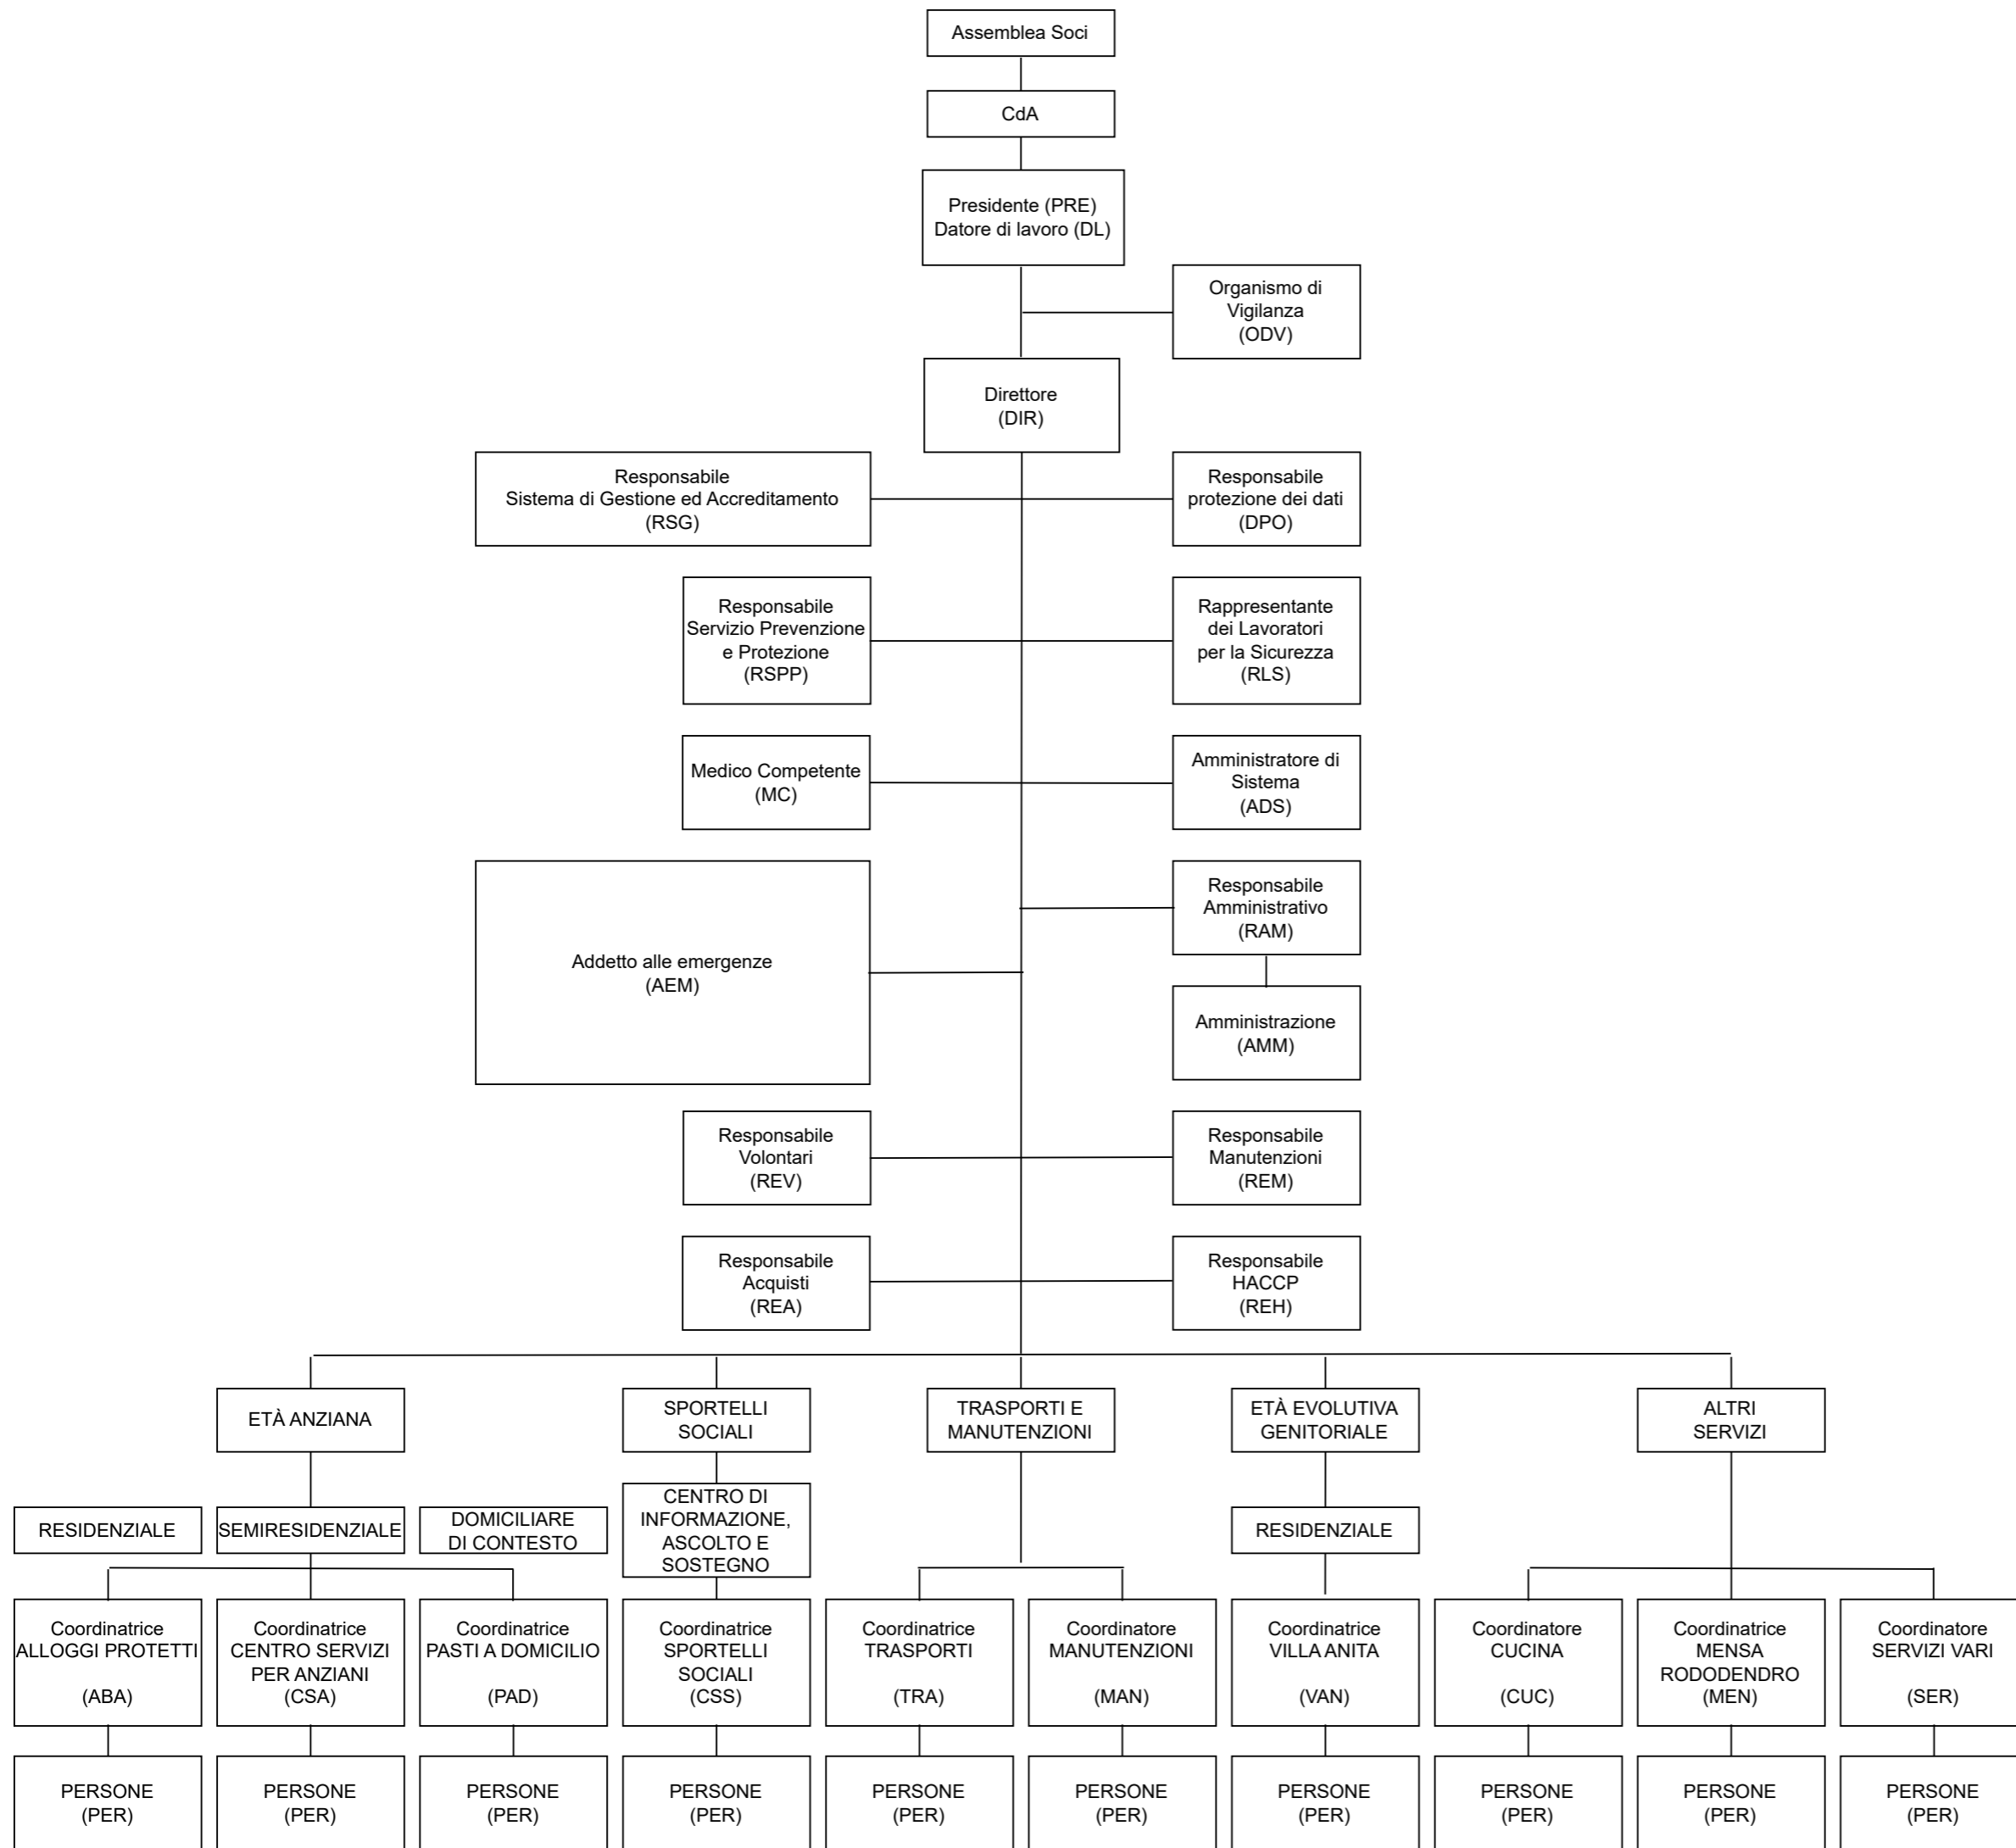 Assemblea Soci
CdA
Presidente (PRE)
Datore di lavoro (DL)
Organismo di
Vigilanza
(ODV)
Direttore
(DIR)
Responsabile
Sistema di Gestione ed Accreditamento
(RSG)
Responsabile
protezione dei dati
(DPO)
Responsabile
Servizio Prevenzione
e Protezione
(RSPP)
Rappresentante
dei Lavoratori
per la Sicurezza
(RLS)
Medico Competente
(MC)
Amministratore di
Sistema
(ADS)
Addetto alle emergenze
(AEM)
Responsabile
Amministrativo
(RAM)
Amministrazione
(AMM)
Responsabile
Volontari
(REV)
Responsabile
Manutenzioni
(REM)
Responsabile
Acquisti
(REA)
Responsabile
HACCP
(REH)
ETÀ ANZIANA
SPORTELLI
SOCIALI
TRASPORTI E
MANUTENZIONI
ETÀ EVOLUTIVA
GENITORIALE
ALTRI
SERVIZI
RESIDENZIALE
SEMIRESIDENZIALE
DOMICILIARE
DI CONTESTO
CENTRO DI
INFORMAZIONE,
ASCOLTO E
SOSTEGNO
RESIDENZIALE
Coordinatrice
ALLOGGI PROTETTI
(ABA)
Coordinatrice
CENTRO SERVIZI
PER ANZIANI
(CSA)
Coordinatrice
PASTI A DOMICILIO
(PAD)
Coordinatrice
SPORTELLI
SOCIALI
(CSS)
Coordinatrice
TRASPORTI
(TRA)
Coordinatore
MANUTENZIONI
(MAN)
Coordinatrice
VILLA ANITA
(VAN)
Coordinatore
CUCINA
(CUC)
Coordinatrice
MENSA
RODODENDRO
(MEN)
Coordinatore
SERVIZI VARI
(SER)
PERSONE
(PER)
PERSONE
(PER)
PERSONE
(PER)
PERSONE
(PER)
PERSONE
(PER)
PERSONE
(PER)
PERSONE
(PER)
PERSONE
(PER)
PERSONE
(PER)
PERSONE
(PER)